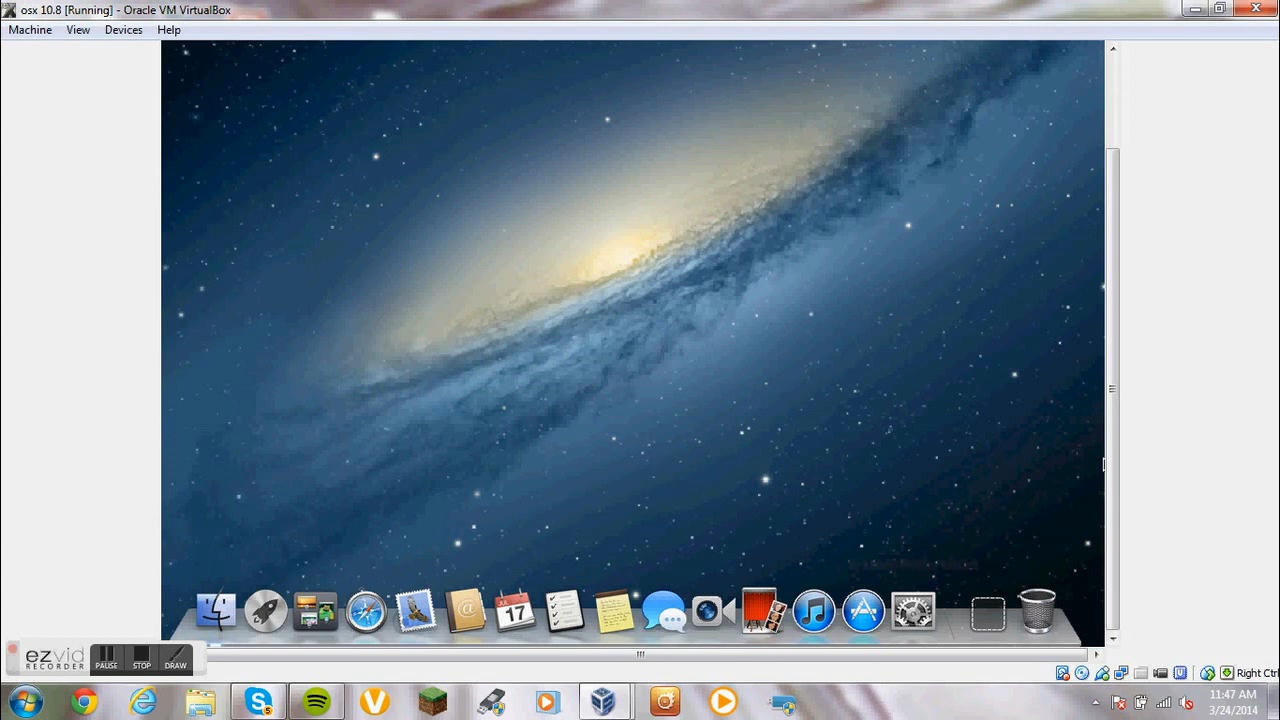 osx 10.8 [Running] - Oracle VM VirtualBox
Machine View Devices Help
JUL
17
ezvid
RECORDER
PAUSE STOP DRAW
Right Ctrl
S
11:47 AM
3/24/2014